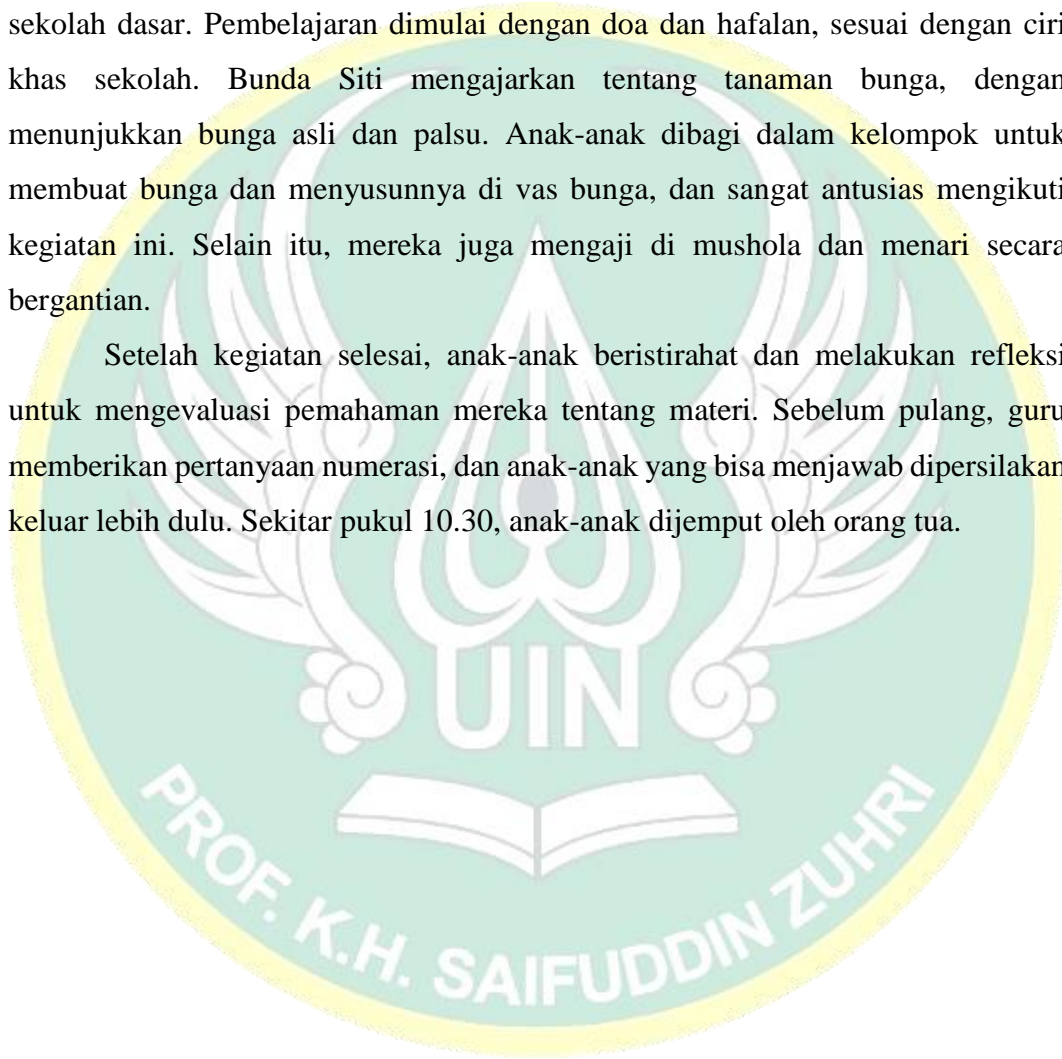 sekolah dasar. Pembelajaran dimulai dengan doa dan hafalan, sesuai dengan ciri
khas sekolah. Bunda Siti mengajarkan tentang tanaman bunga, dengan
menunjukkan bunga asli dan palsu. Anak-anak dibagi dalam kelompok untuk
membuat bunga dan menyusunnya di vas bunga, dan sangat antusias mengikuti
kegiatan ini. Selain itu, mereka juga mengaji di mushola dan menari secara
bergantian.
Setelah kegiatan selesai, anak-anak beristirahat dan melakukan refleksi
untuk mengevaluasi pemahaman mereka tentang materi. Sebelum pulang, guru
memberikan pertanyaan numerasi, dan anak-anak yang bisa menjawab dipersilakan
keluar lebih dulu. Sekitar pukul 10.30, anak-anak dijemput oleh orang tua.
UIN
PROF. K.H. SAIFUDDIN ZUHRI